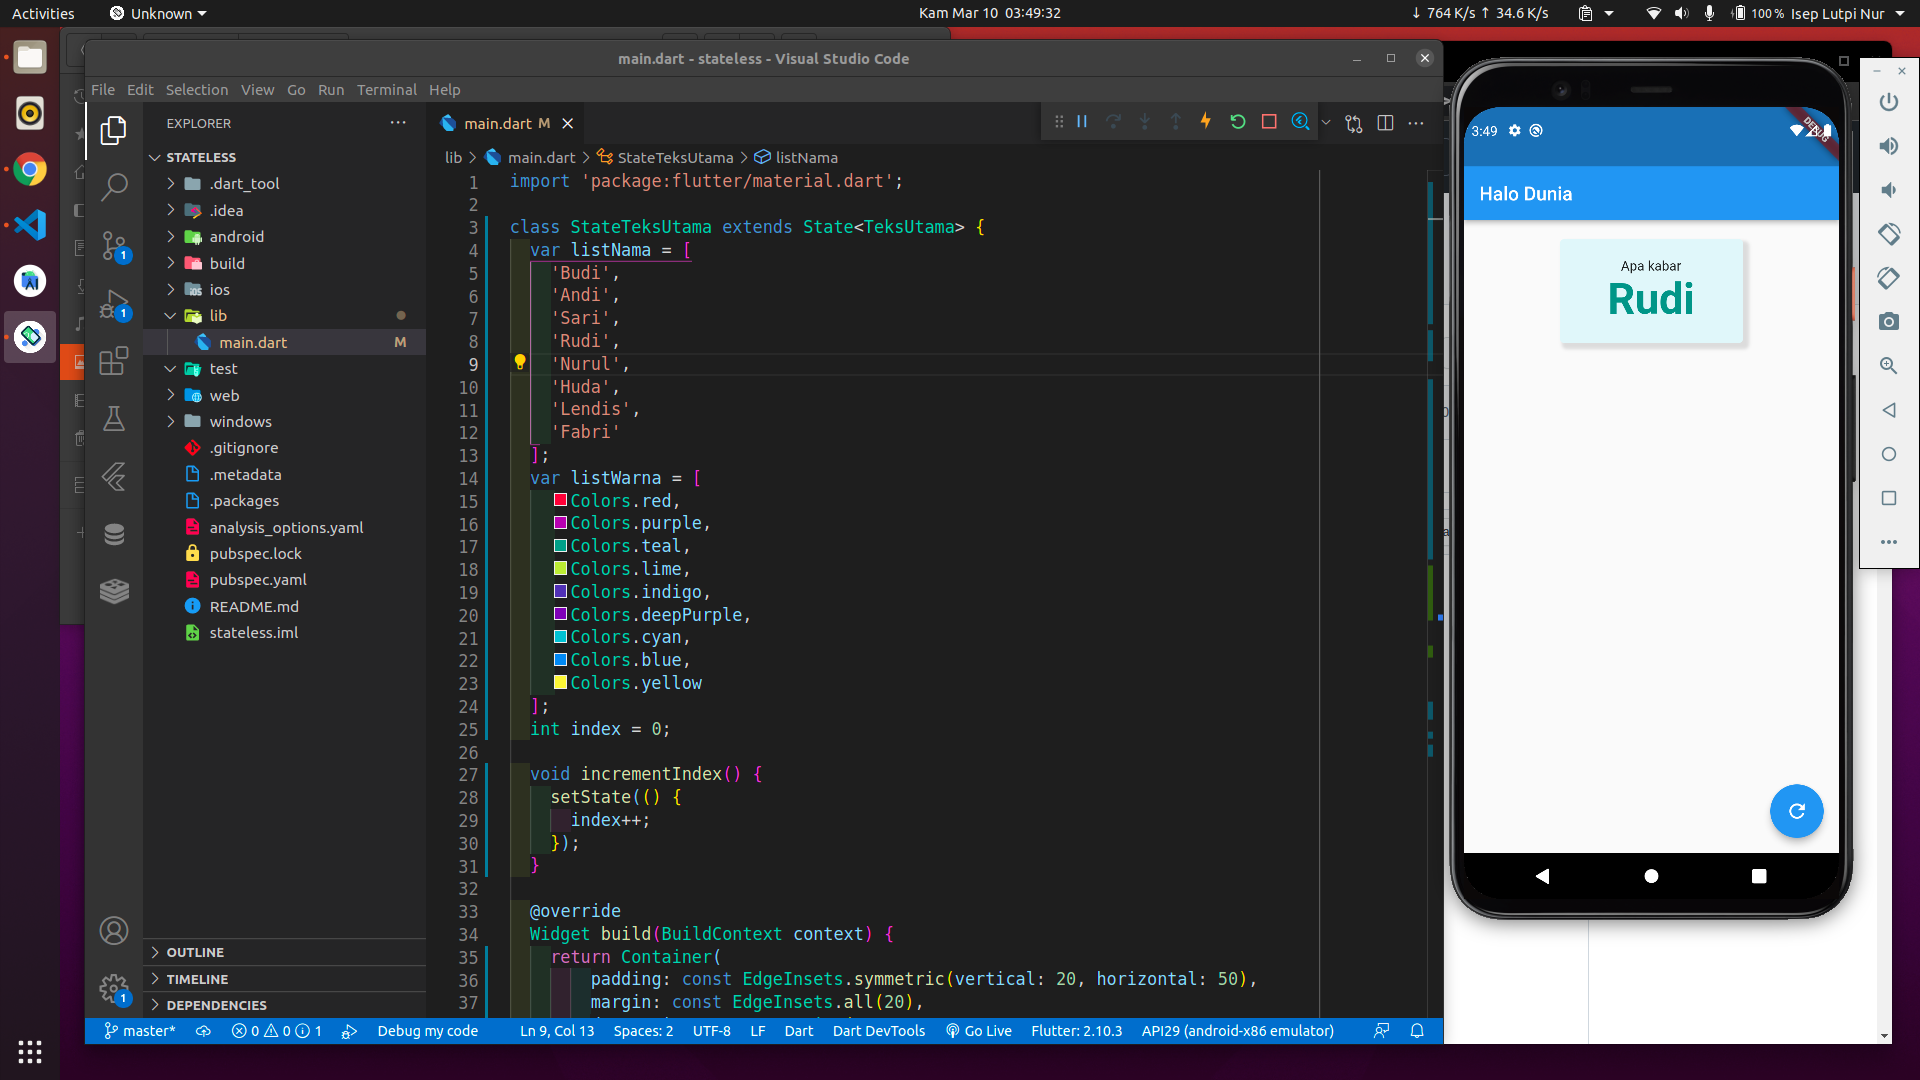 Activities
Unknown
Kam Mar 10 03:49:32
↓ 764 K/s ↑ 34.6 K/s
100 %
Isep Lutpi Nur
main.dart - stateless - Visual Studio Code
File Edit Selection View Go Run Terminal Help
EXPLORER
main.dart M
lib > main.dart > StateTeksUtama > listNama
STATELESS
.dart_tool
.idea
android
build
ios
lib
main.dart M
test
web
windows
.gitignore
.metadata
.packages
analysis_options.yaml
pubspec.lock
pubspec.yaml
README.md
stateless.iml
OUTLINE
TIMELINE
DEPENDENCIES
1
1
1
1 import 'package:flutter/material.dart';
2
3 class StateTeksUtama extends State<TeksUtama> {
4 var listNama = [
5 'Budi',
6 'Andi',
7 'Sari',
8 'Rudi',
9 'Nurul',
10 'Huda',
11 'Lendis',
12 'Fabri'
13 ];
14 var listWarna = [
15 Colors.red,
16 Colors.purple,
17 Colors.teal,
18 Colors.lime,
19 Colors.indigo,
20 Colors.deepPurple,
21 Colors.cyan,
22 Colors.blue,
23 Colors.yellow
24 ];
25 int index = 0;
26
27 void incrementIndex() {
28 setState(() {
29 index++;
30 });
31 }
32
33 @override
34 Widget build(BuildContext context) {
35 return Container(
36 padding: const EdgeInsets.symmetric(vertical: 20, horizontal: 50),
37 margin: const EdgeInsets.all(20),
master* 0 0 1 Debug my code Ln 9, Col 13 Spaces: 2 UTF-8 LF Dart Dart DevTools Go Live Flutter: 2.10.3 API29 (android-x86 emulator)
3:49
DEBUG
Halo Dunia
Apa kabar
Rudi